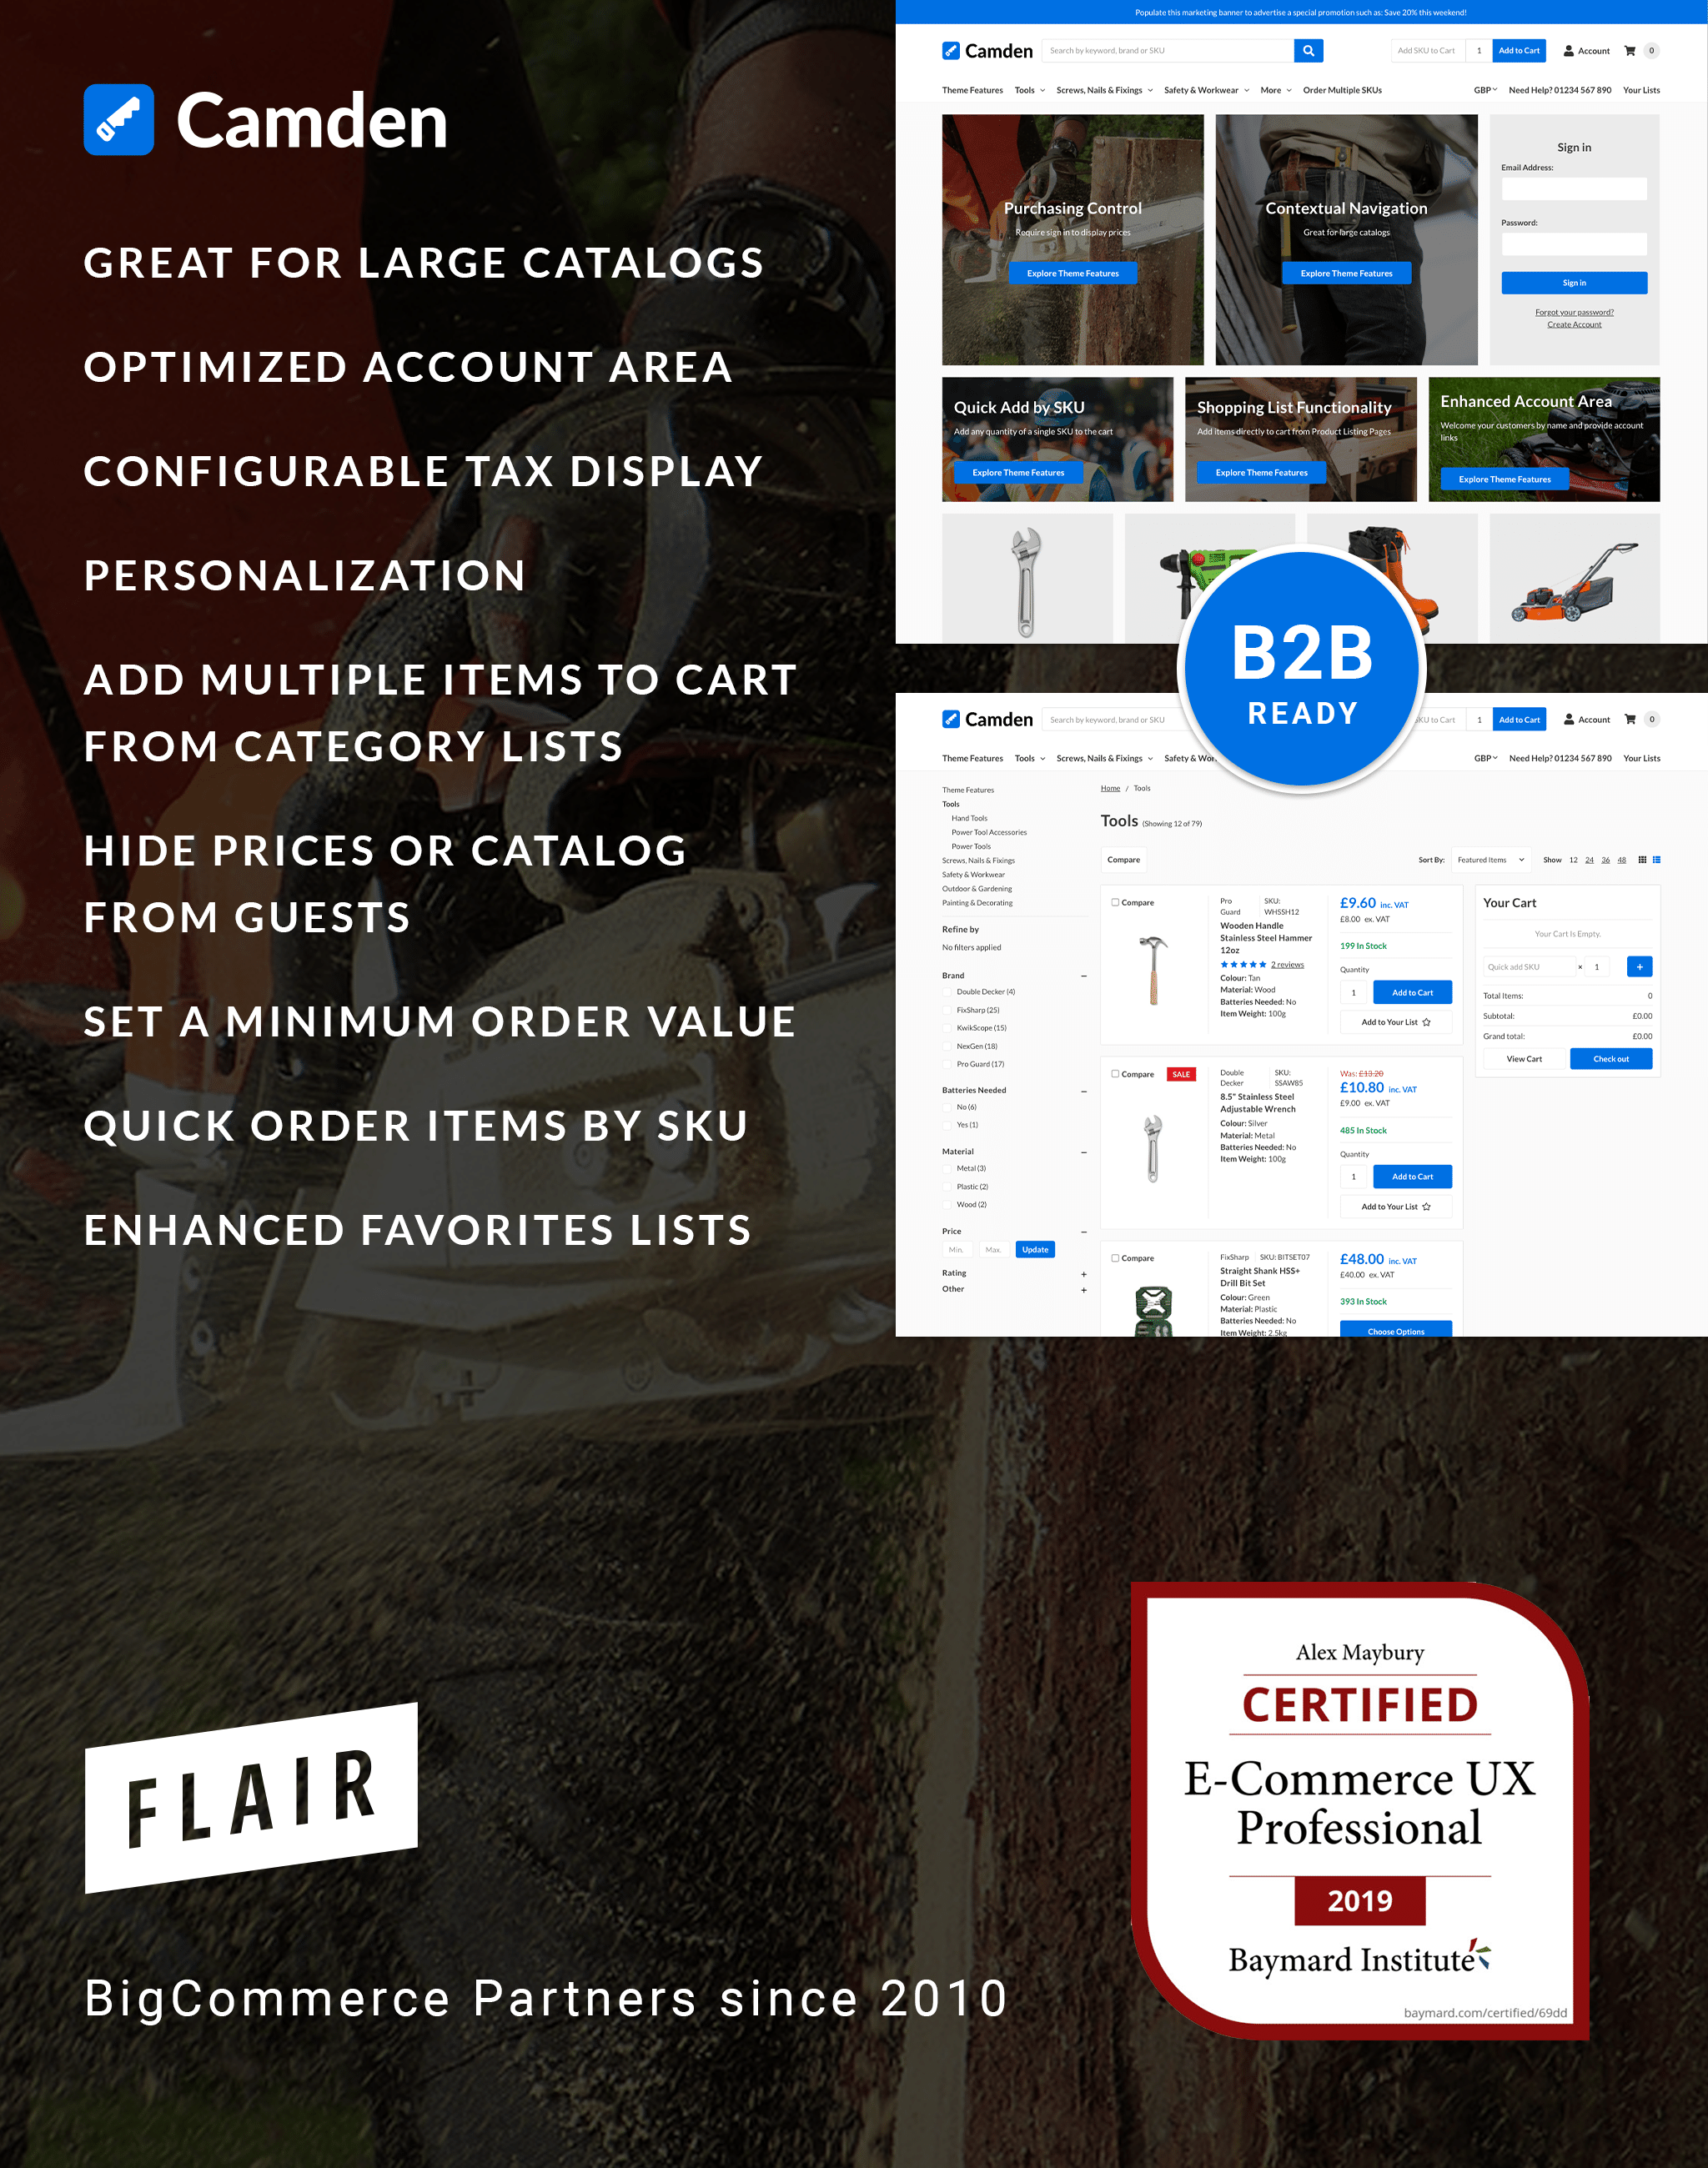 Camden
GREAT FOR LARGE CATALOGS
OPTIMIZED ACCOUNT AREA
CONFIGURABLE TAX DISPLAY
PERSONALIZATION
ADD MULTIPLE ITEMS TO CART
FROM CATEGORY LISTS
HIDE PRICES OR CATALOG
FROM GUESTS
SET A MINIMUM ORDER VALUE
QUICK ORDER ITEMS BY SKU
ENHANCED FAVORITES LISTS
Populate this marketing banner to advertise a special promotion such as: Save 20% this weekend!
Camden Search by keyword, brand or SKU Add SKU to Cart 1 Add to Cart Account 0
Theme Features Tools Screws, Nails & Fixings Safety & Workwear More Order Multiple SKUs GBP Need Help? 01234 567 890 Your Lists
Purchasing Control
Require sign in to display prices
Explore Theme Features
Contextual Navigation
Great for large catalogs
Explore Theme Features
Sign in
Email Address:
Password:
Sign in
Forgot your password?
Create Account
Quick Add by SKU
Add any quantity of a single SKU to the cart
Explore Theme Features
Shopping List Functionality
Add items directly to cart from Product Listing Pages
Explore Theme Features
Enhanced Account Area
Welcome your customers by name and provide account
links
Explore Theme Features
B2B
READY
Camden Search by keyword, brand or SKU SKU to Cart 1 Add to Cart Account 0
Theme Features Tools Screws, Nails & Fixings Safety & Wor GBP Need Help? 01234 567 890 Your Lists
Theme Features
Tools
Hand Tools
Power Tool Accessories
Power Tools
Screws, Nails & Fixings
Safety & Workwear
Outdoor & Gardening
Painting & Decorating
Refine by
No filters applied
Brand
Double Decker (4)
FixSharp (25)
KwikScope (15)
NexGen (18)
Pro Guard (17)
Batteries Needed
No (6)
Yes (1)
Material
Metal (3)
Plastic (2)
Wood (2)
Price
Min. Max. Update
Rating
Other
Home / Tools
Tools (Showing 12 of 79)
Compare Sort By: Featured Items Show 12 24 36 48
Compare
Pro Guard
SKU: WHSSH12
Wooden Handle
Stainless Steel Hammer
12oz
2 reviews
Colour: Tan
Material: Wood
Batteries Needed: No
Item Weight: 100g
£9.60 inc. VAT
£8.00 ex. VAT
199 In Stock
Quantity
1 Add to Cart
Add to Your List
Compare SALE
Double Decker
SKU: SSAW85
8.5" Stainless Steel
Adjustable Wrench
Colour: Silver
Material: Metal
Batteries Needed: No
Item Weight: 100g
Was: £13.20
£10.80 inc. VAT
£9.00 ex. VAT
485 In Stock
Quantity
1 Add to Cart
Add to Your List
Compare
FixSharp SKU: BITSET07
Straight Shank HSS+
Drill Bit Set
Colour: Green
Material: Plastic
Batteries Needed: No
Item Weight: 2.5kg
£48.00 inc. VAT
£40.00 ex. VAT
393 In Stock
Choose Options
Your Cart
Your Cart Is Empty.
Quick add SKU x 1 +
Total Items: 0
Subtotal: £0.00
Grand total: £0.00
View Cart Check out
FLAIR
BigCommerce Partners since 2010
Alex Maybury
CERTIFIED
E-Commerce UX
Professional
2019
Baymard Institute
baymard.com/certified/69dd